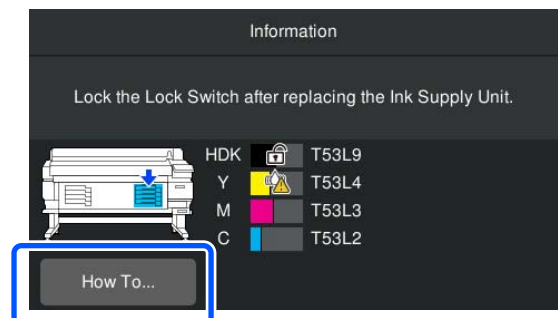 Information
Lock the Lock Switch after replacing the Ink Supply Unit.
HDK T53L9
Y T53L4
M T53L3
C T53L2
How To...